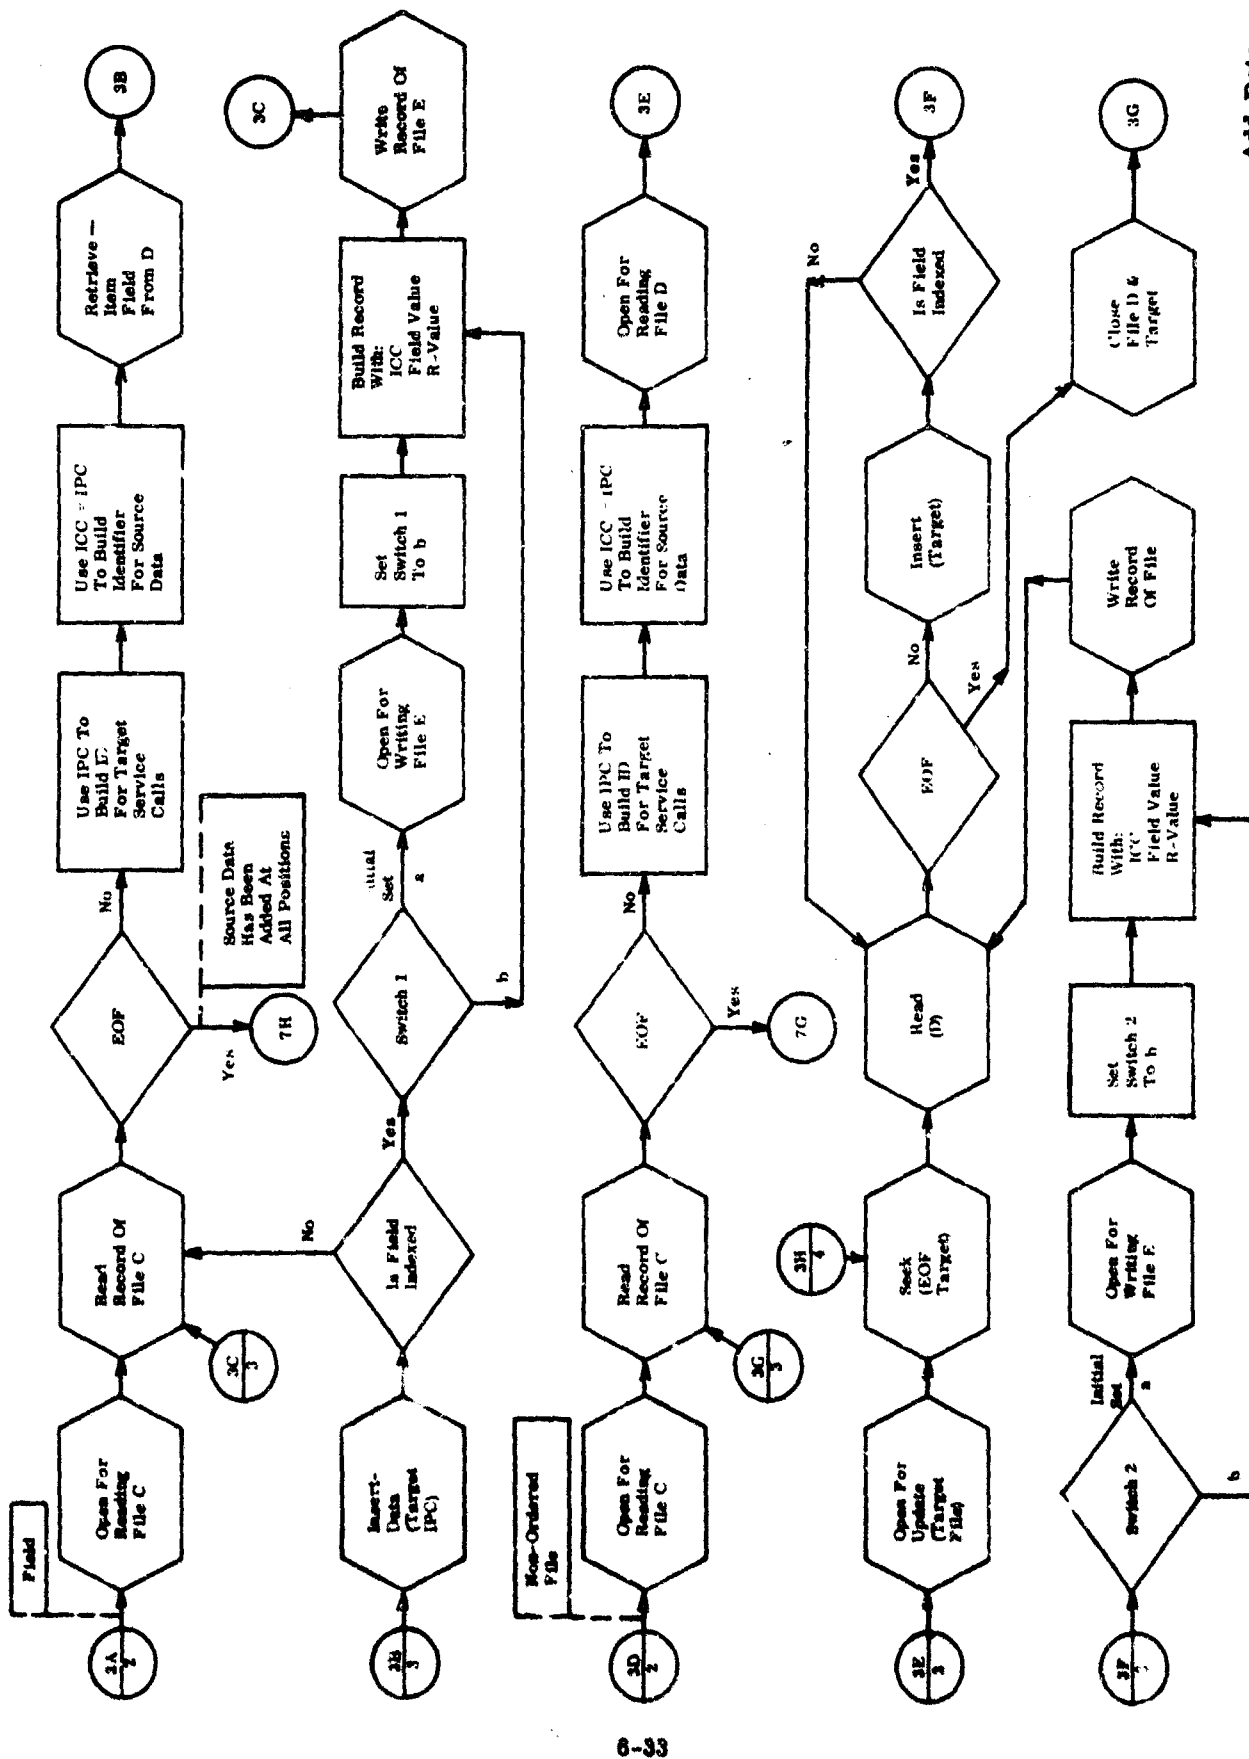 Field
3A
2
Open For
Reading
File C
3C
3
Read
Record Of
File C
EOF
No
Yes
7H
Source Data
Has Been
Added At
All Positions
Use IPC To
Build
For Target
Service
Calls
Use ICC - IPC
To Build
Identifier
For Source
Data
Retrieve —
Item
Field
From D
3B
3B
3
Insert-
Data
(Target
IPC)
Is Field
Indexed
No
Yes
Switch 1
Set
a
b
Open For
Writing
File E
Set
Switch 1
To b
Build Record
With:
ICC
Field Value
R-Value
Write
Record Of
File E
3C
Non-Ordered
File
3D
2
Open For
Reading
File C
3G
3
Read
Record Of
File C
EOF
No
Yes
7G
Use IPC To
Build ID
For Target
Service
Calls
Use ICC - IPC
To Build
Identifier
For Source
Data
Open For
Reading
File D
3E
3E
3
Open For
Update
(Target
File)
3H
4
Seek
(EOF
Target)
Read
(D)
EOF
No
Yes
Insert
(Target)
Is Field
Indexed
No
Yes
3F
3F
Switch 2
Initial
Set
a
b
Open For
Writing
File E
Set
Switch 2
To b
Build Record
With:
ICC
Field Value
R-Value
Write
Record
Of File
Close
File D &
Target
3G
6-33